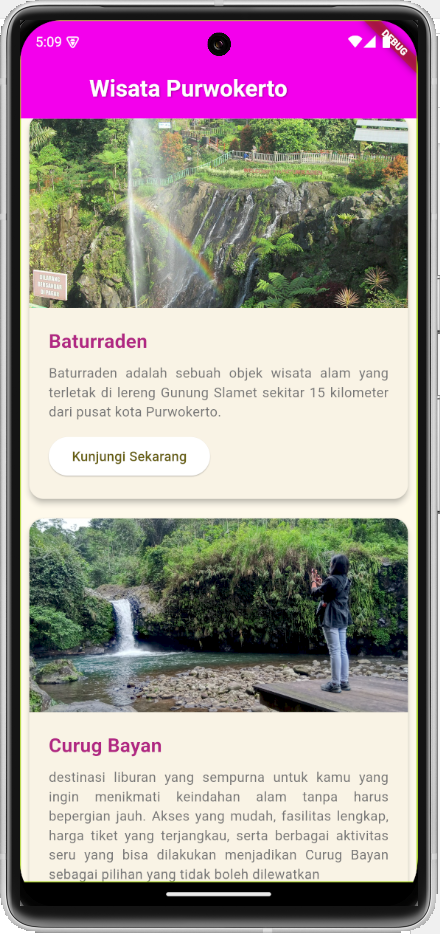 5:09
DEBUG
Wisata Purwokerto
Baturraden
Baturraden adalah sebuah objek wisata alam yang
terletak di lereng Gunung Slamet sekitar 15 kilometer
dari pusat kota Purwokerto.
Kunjungi Sekarang
Curug Bayan
destinasi liburan yang sempurna untuk kamu yang
ingin menikmati keindahan alam tanpa harus
bepergian jauh. Akses yang mudah, fasilitas lengkap,
harga tiket yang terjangkau, serta berbagai aktivitas
seru yang bisa dilakukan menjadikan Curug Bayan
sebagai pilihan yang tidak boleh dilewatkan